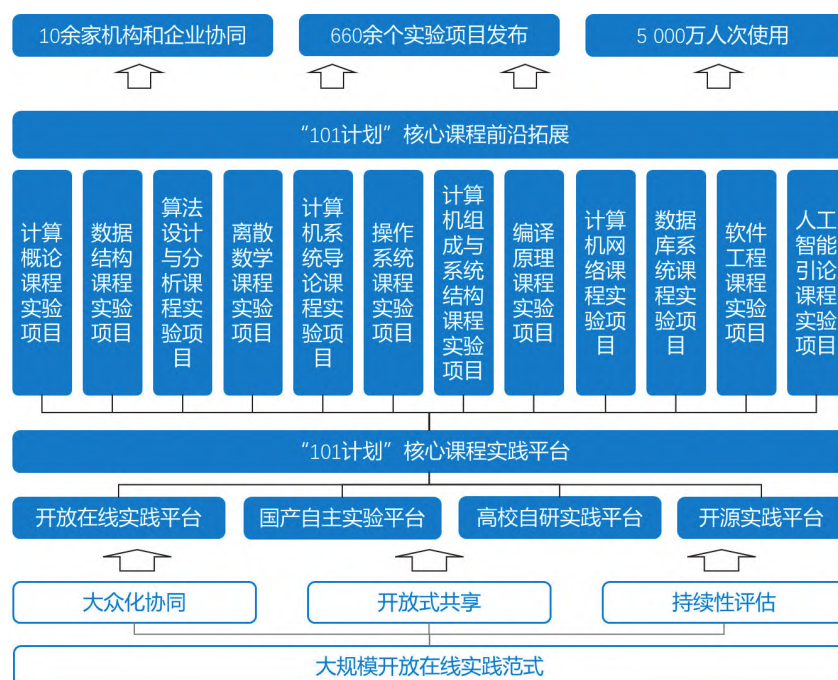 10余家机构和企业协同
660余个实验项目发布
5 000万人次使用
“101计划”核心课程前沿拓展
计算
概论
课程
实验
项目
数据
结构
课程
实验
项目
算法
设计
与分
析课
程实
验项
目
离散
数学
课程
实验
项目
计算
机系
统导
论课
程实
验项
目
操作
系统
课程
实验
项目
计算
机组
成与
系统
结构
课程
实验
项目
编译
原理
课程
实验
项目
计算
机网
络课
程实
验项
目
数据
库系
统课
程实
验项
目
软件
工程
课程
实验
项目
人工
智能
引论
课程
实验
项目
“101计划”核心课程实践平台
开放在线实践平台
国产自主实验平台
高校自研实践平台
开源实践平台
大众化协同
开放式共享
持续性评估
大规模开放在线实践范式